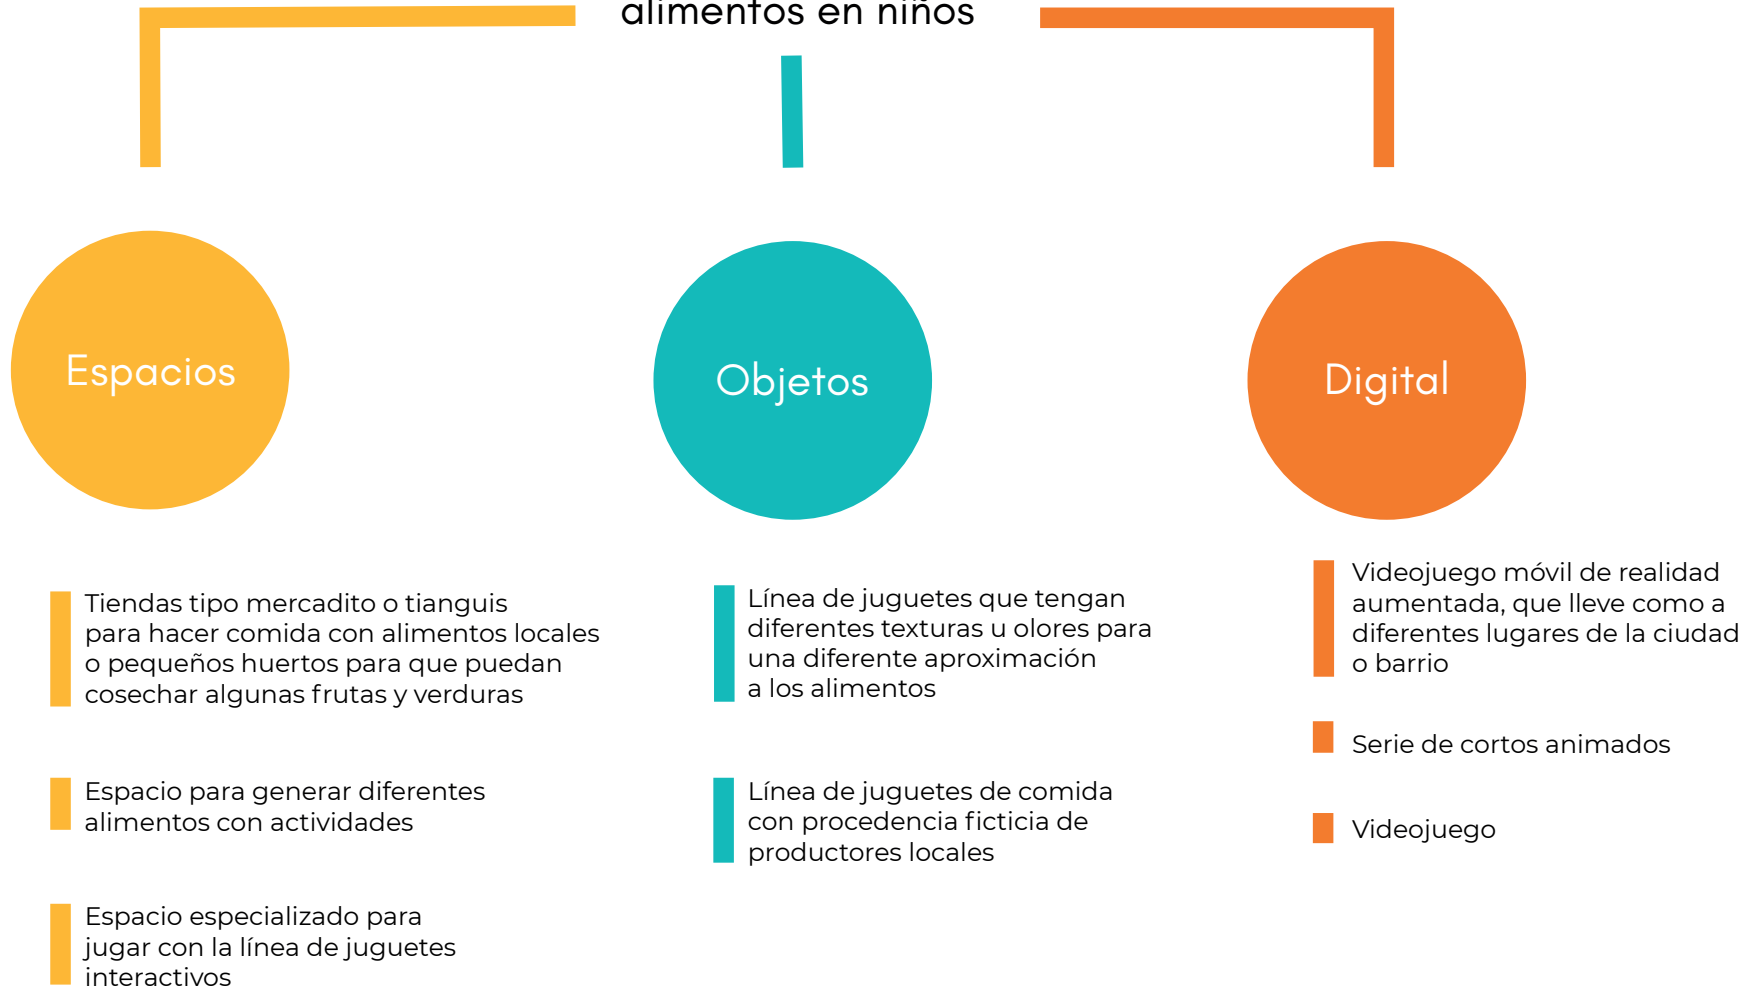 alimentos en niños
Espacios
Objetos
Digital
Tiendas tipo mercadito o tianguis
para hacer comida con alimentos locales
o pequeños huertos para que puedan
cosechar algunas frutas y verduras
Espacio para generar diferentes
alimentos con actividades
Espacio especializado para
jugar con la línea de juguetes
interactivos
Línea de juguetes que tengan
diferentes texturas u olores para
una diferente aproximación
a los alimentos
Línea de juguetes de comida
con procedencia ficticia de
productores locales
Videojuego móvil de realidad
aumentada, que lleve como a
diferentes lugares de la ciudad
o barrio
Serie de cortos animados
Videojuego